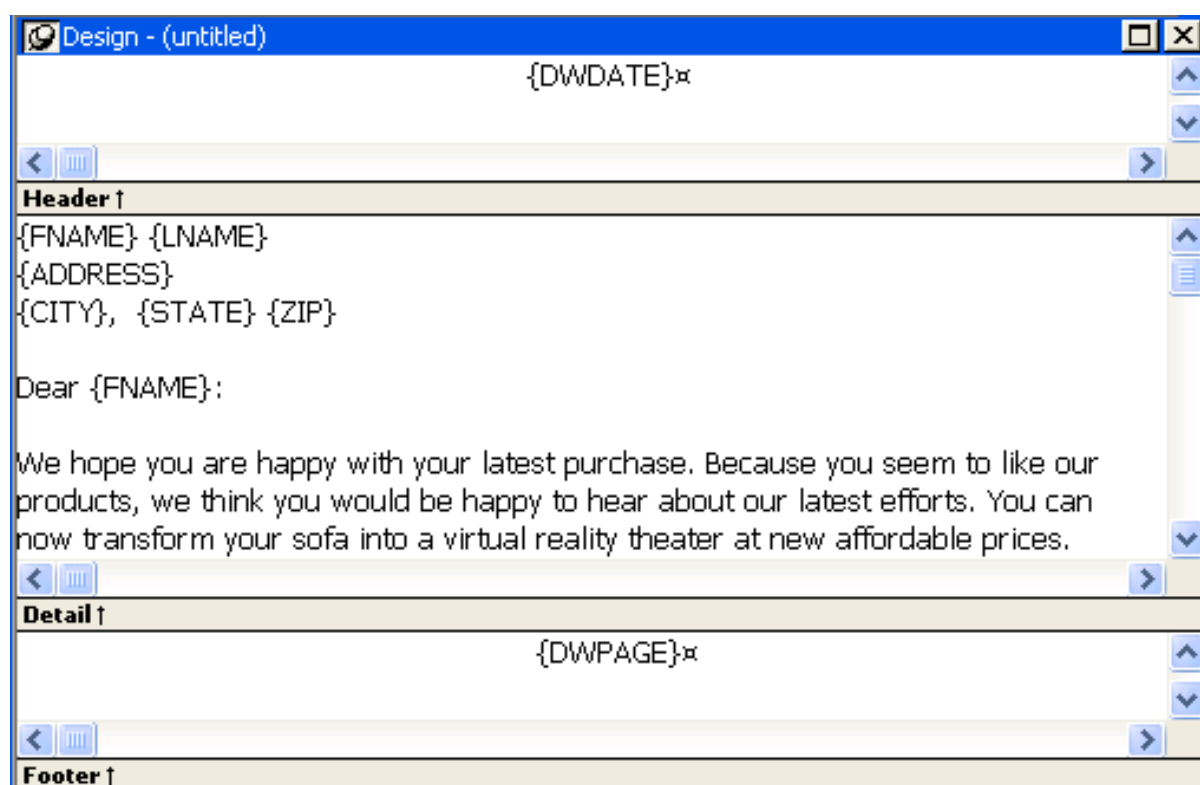 Design - (untitled)
{DWDATE}¤
Header ↑
{FNAME} {LNAME}
{ADDRESS}
{CITY},  {STATE} {ZIP}
Dear {FNAME}:
We hope you are happy with your latest purchase. Because you seem to like our
products, we think you would be happy to hear about our latest efforts. You can
now transform your sofa into a virtual reality theater at new affordable prices.
Detail ↑
{DWPAGE}¤
Footer ↑